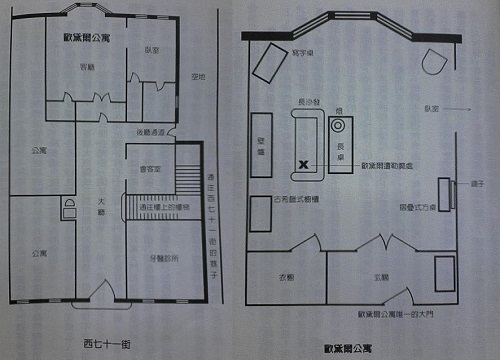 歐黛爾公寓
客廳
臥室
空地
後廳通道
公寓
會客室
大廳
通往樓上的樓梯
通往西七十一街的巷子
公寓
牙醫診所
西七十一街
寫字桌
長沙發
燈
臥室
壁爐
長桌
歐黛爾遭勒斃處
鏡子
古希臘式櫥櫃
摺疊式方桌
衣櫥
玄關
歐黛爾公寓唯一的大門
歐黛爾公寓